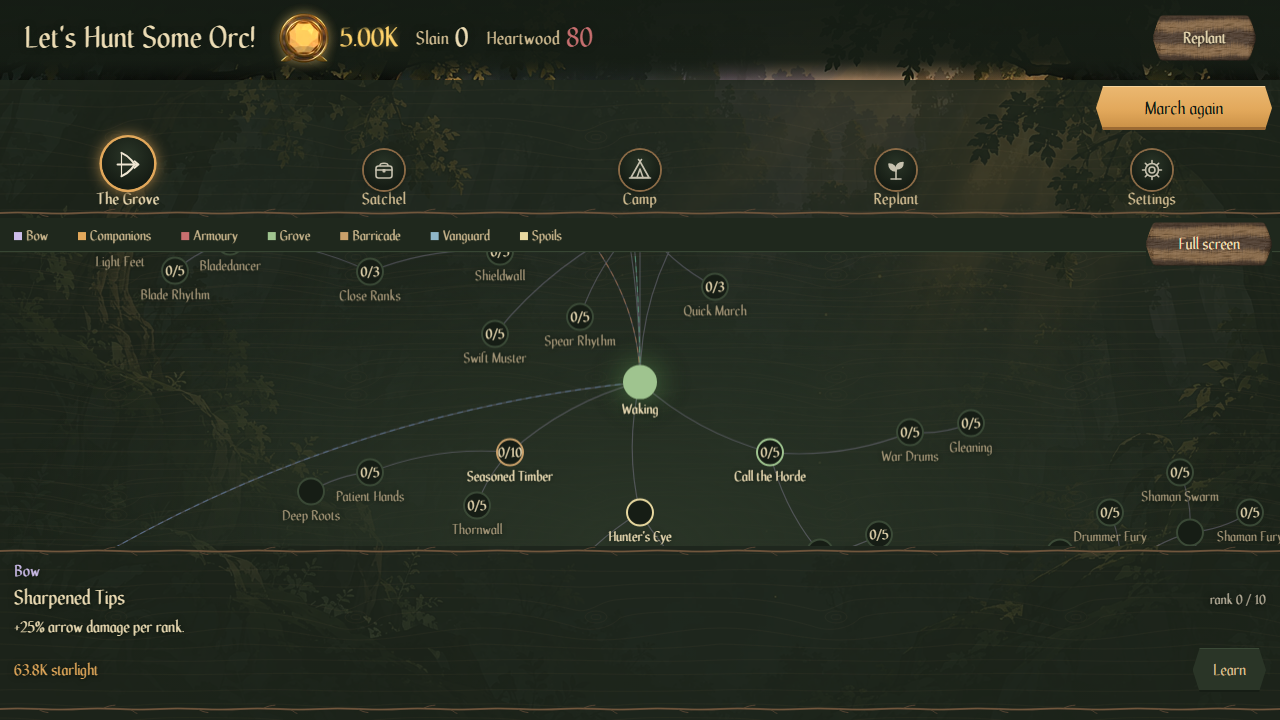 Let's Hunt Some Orc!
5.00K
Slain 0
Heartwood 80
Replant
March again
The Grove
Satchel
Camp
Replant
Settings
Bow
Companions
Armoury
Grove
Barricade
Vanguard
Spoils
Full screen
Light Feet
0/5
Blade Rhythm
Bladedancer
0/3
Close Ranks
0/5
Shieldwall
0/5
Swift Muster
0/5
Spear Rhythm
0/3
Quick March
Waking
0/10
Seasoned Timber
0/5
Patient Hands
Deep Roots
0/5
Thornwall
Hunter's Eye
0/5
Call the Horde
0/5
War Drums
0/5
Gleaning
0/5
0/5
Shaman Swarm
0/5
Drummer Fury
0/5
Shaman Fury
Bow
Sharpened Tips
rank 0 / 10
+25% arrow damage per rank.
63.8K starlight
Learn